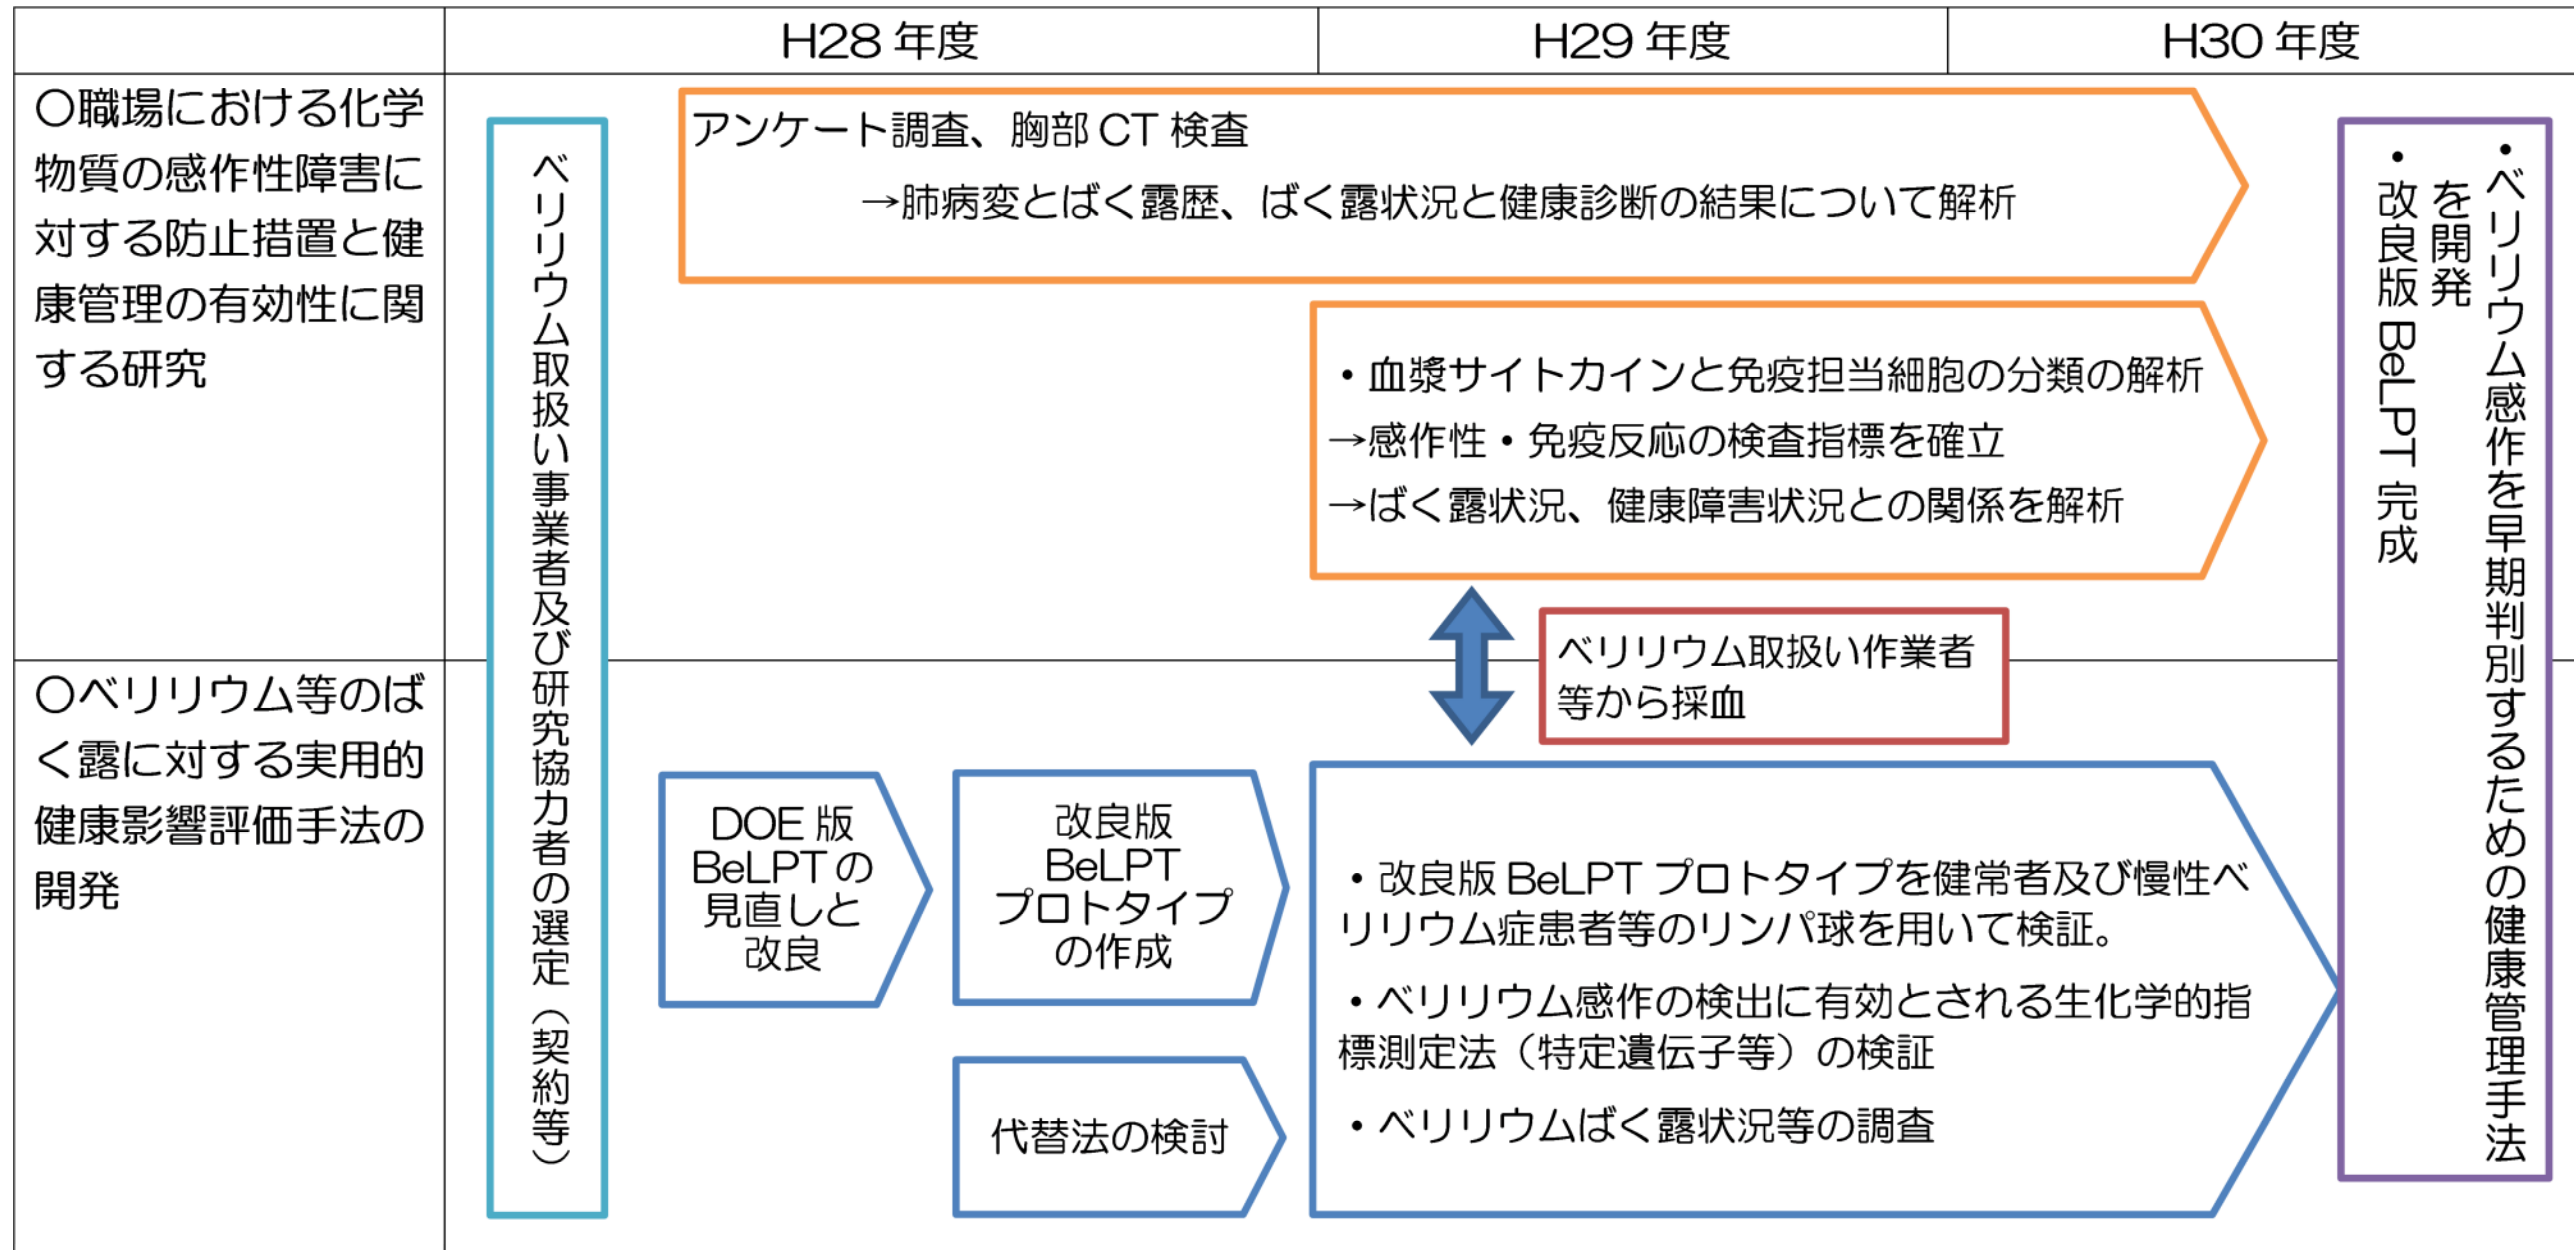 H28 年度
H29 年度
H30 年度
〇職場における化学
物質の感作性障害に
対する防止措置と健
康管理の有効性に関
する研究
ベリリウム取扱い事業者及び研究協力者の選定（契約等）
アンケート調査、胸部 CT 検査
→肺病変とばく露歴、ばく露状況と健康診断の結果について解析
・血漿サイトカインと免疫担当細胞の分類の解析
→感作性・免疫反応の検査指標を確立
→ばく露状況、健康障害状況との関係を解析
ベリリウム取扱い作業者
等から採血
〇ベリリウム等のば
く露に対する実用的
健康影響評価手法の
開発
DOE 版
BeLPT の
見直しと
改良
改良版
BeLPT
プロトタイプ
の作成
代替法の検討
・改良版 BeLPT プロトタイプを健常者及び慢性ベ
リリウム症患者等のリンパ球を用いて検証。
・ベリリウム感作の検出に有効とされる生化学的指
標測定法（特定遺伝子等）の検証
・ベリリウムばく露状況等の調査
・ベリリウム感作を早期判別するための健康管理手法
を開発
・改良版 BeLPT 完成